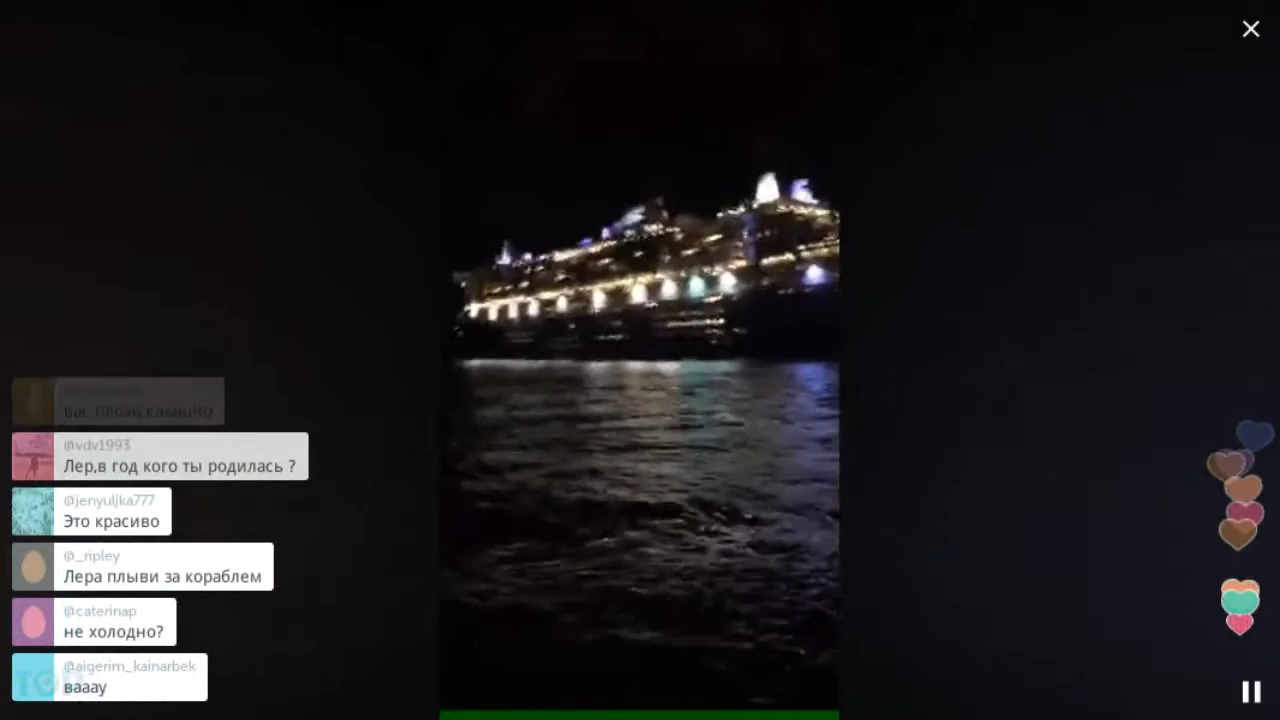 @vdv1993
Лер,в год кого ты родилась ?
@jenyuljka777
Это красиво
@_ripley
Лера плыви за кораблем
@caterinap
не холодно?
@aigerim_kainarbek
вааау